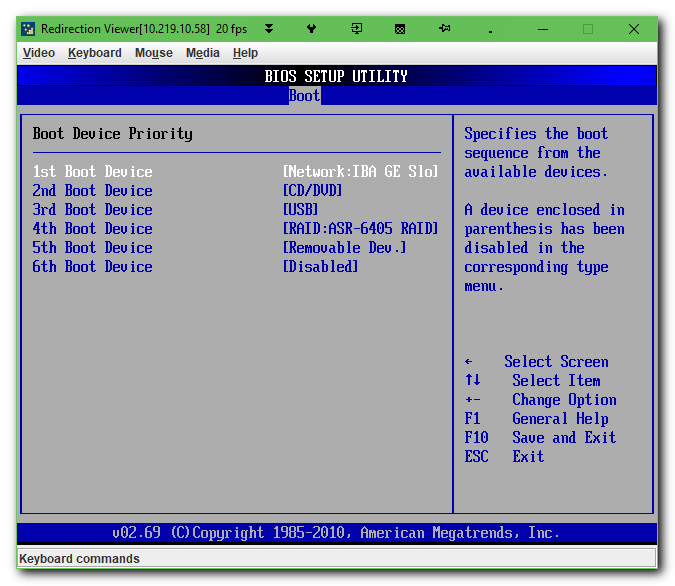 Redirection Viewer[10.219.10.58] 20 fps
Video Keyboard Mouse Media Help
BIOS SETUP UTILITY
Boot
Boot Device Priority
1st Boot Device [Network:IBA GE Slo]
2nd Boot Device [CD/DVD]
3rd Boot Device [USB]
4th Boot Device [RAID:ASR-6405 RAID]
5th Boot Device [Removable Dev.]
6th Boot Device [Disabled]
Specifies the boot
sequence from the
available devices.
A device enclosed in
parenthesis has been
disabled in the
corresponding type
menu.
← Select Screen
↑↓ Select Item
+- Change Option
F1 General Help
F10 Save and Exit
ESC Exit
v02.69 (C)Copyright 1985-2010, American Megatrends, Inc.
Keyboard commands